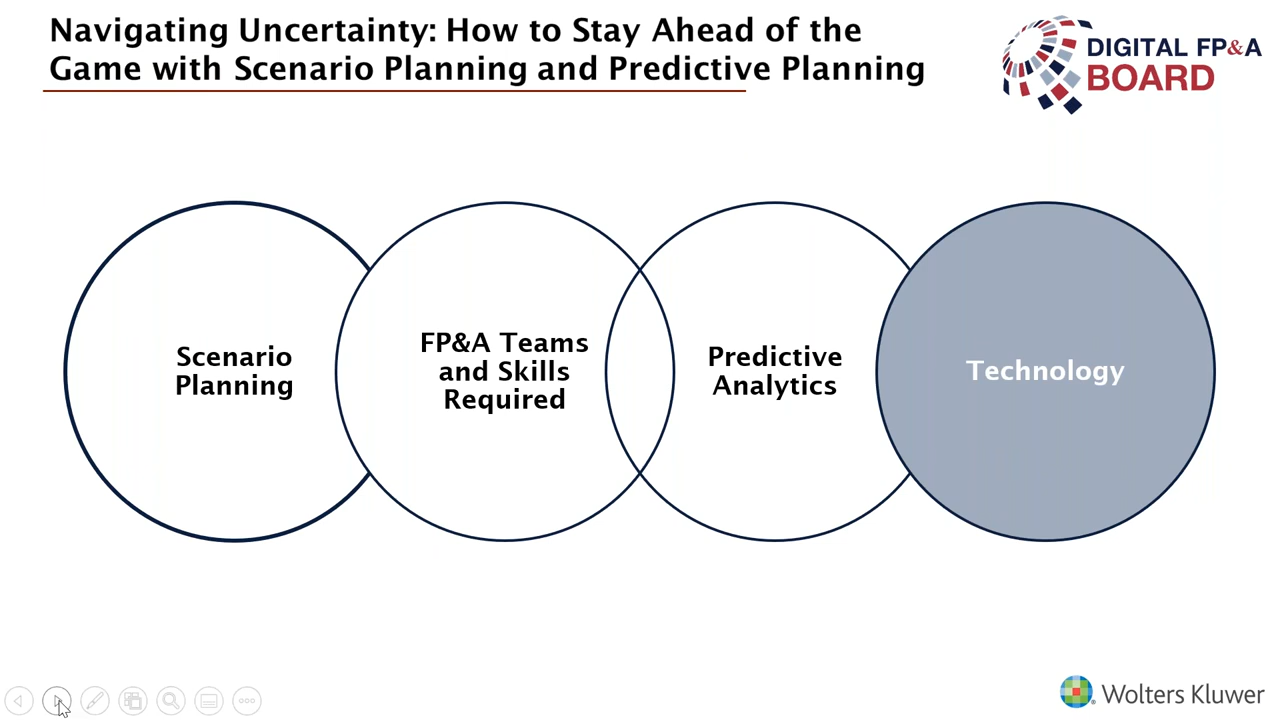 Navigating Uncertainty: How to Stay Ahead of the
Game with Scenario Planning and Predictive Planning
DIGITAL FP&A
BOARD
Scenario
Planning
FP&A Teams
and Skills
Required
Predictive
Analytics
Technology
Wolters Kluwer